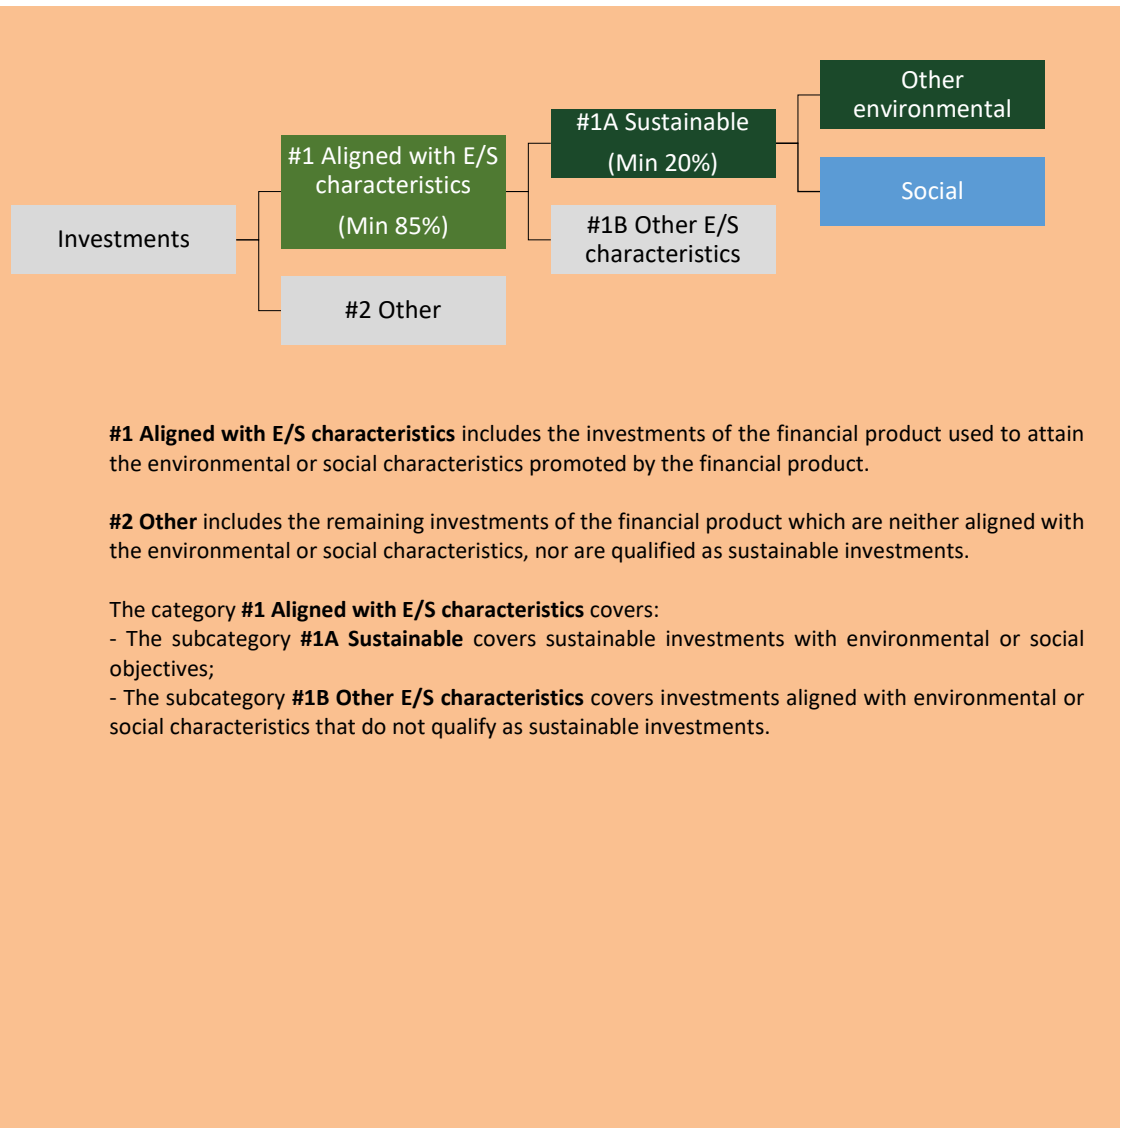 Other
environmental
#1A Sustainable
(Min 20%)
#1 Aligned with E/S
characteristics
(Min 85%)
Social
Investments
#1B Other E/S
characteristics
#2 Other
#1 Aligned with E/S characteristics includes the investments of the financial product used to attain
the environmental or social characteristics promoted by the financial product.
#2 Other includes the remaining investments of the financial product which are neither aligned with
the environmental or social characteristics, nor are qualified as sustainable investments.
The category #1 Aligned with E/S characteristics covers:
- The subcategory #1A Sustainable covers sustainable investments with environmental or social
objectives;
- The subcategory #1B Other E/S characteristics covers investments aligned with environmental or
social characteristics that do not qualify as sustainable investments.